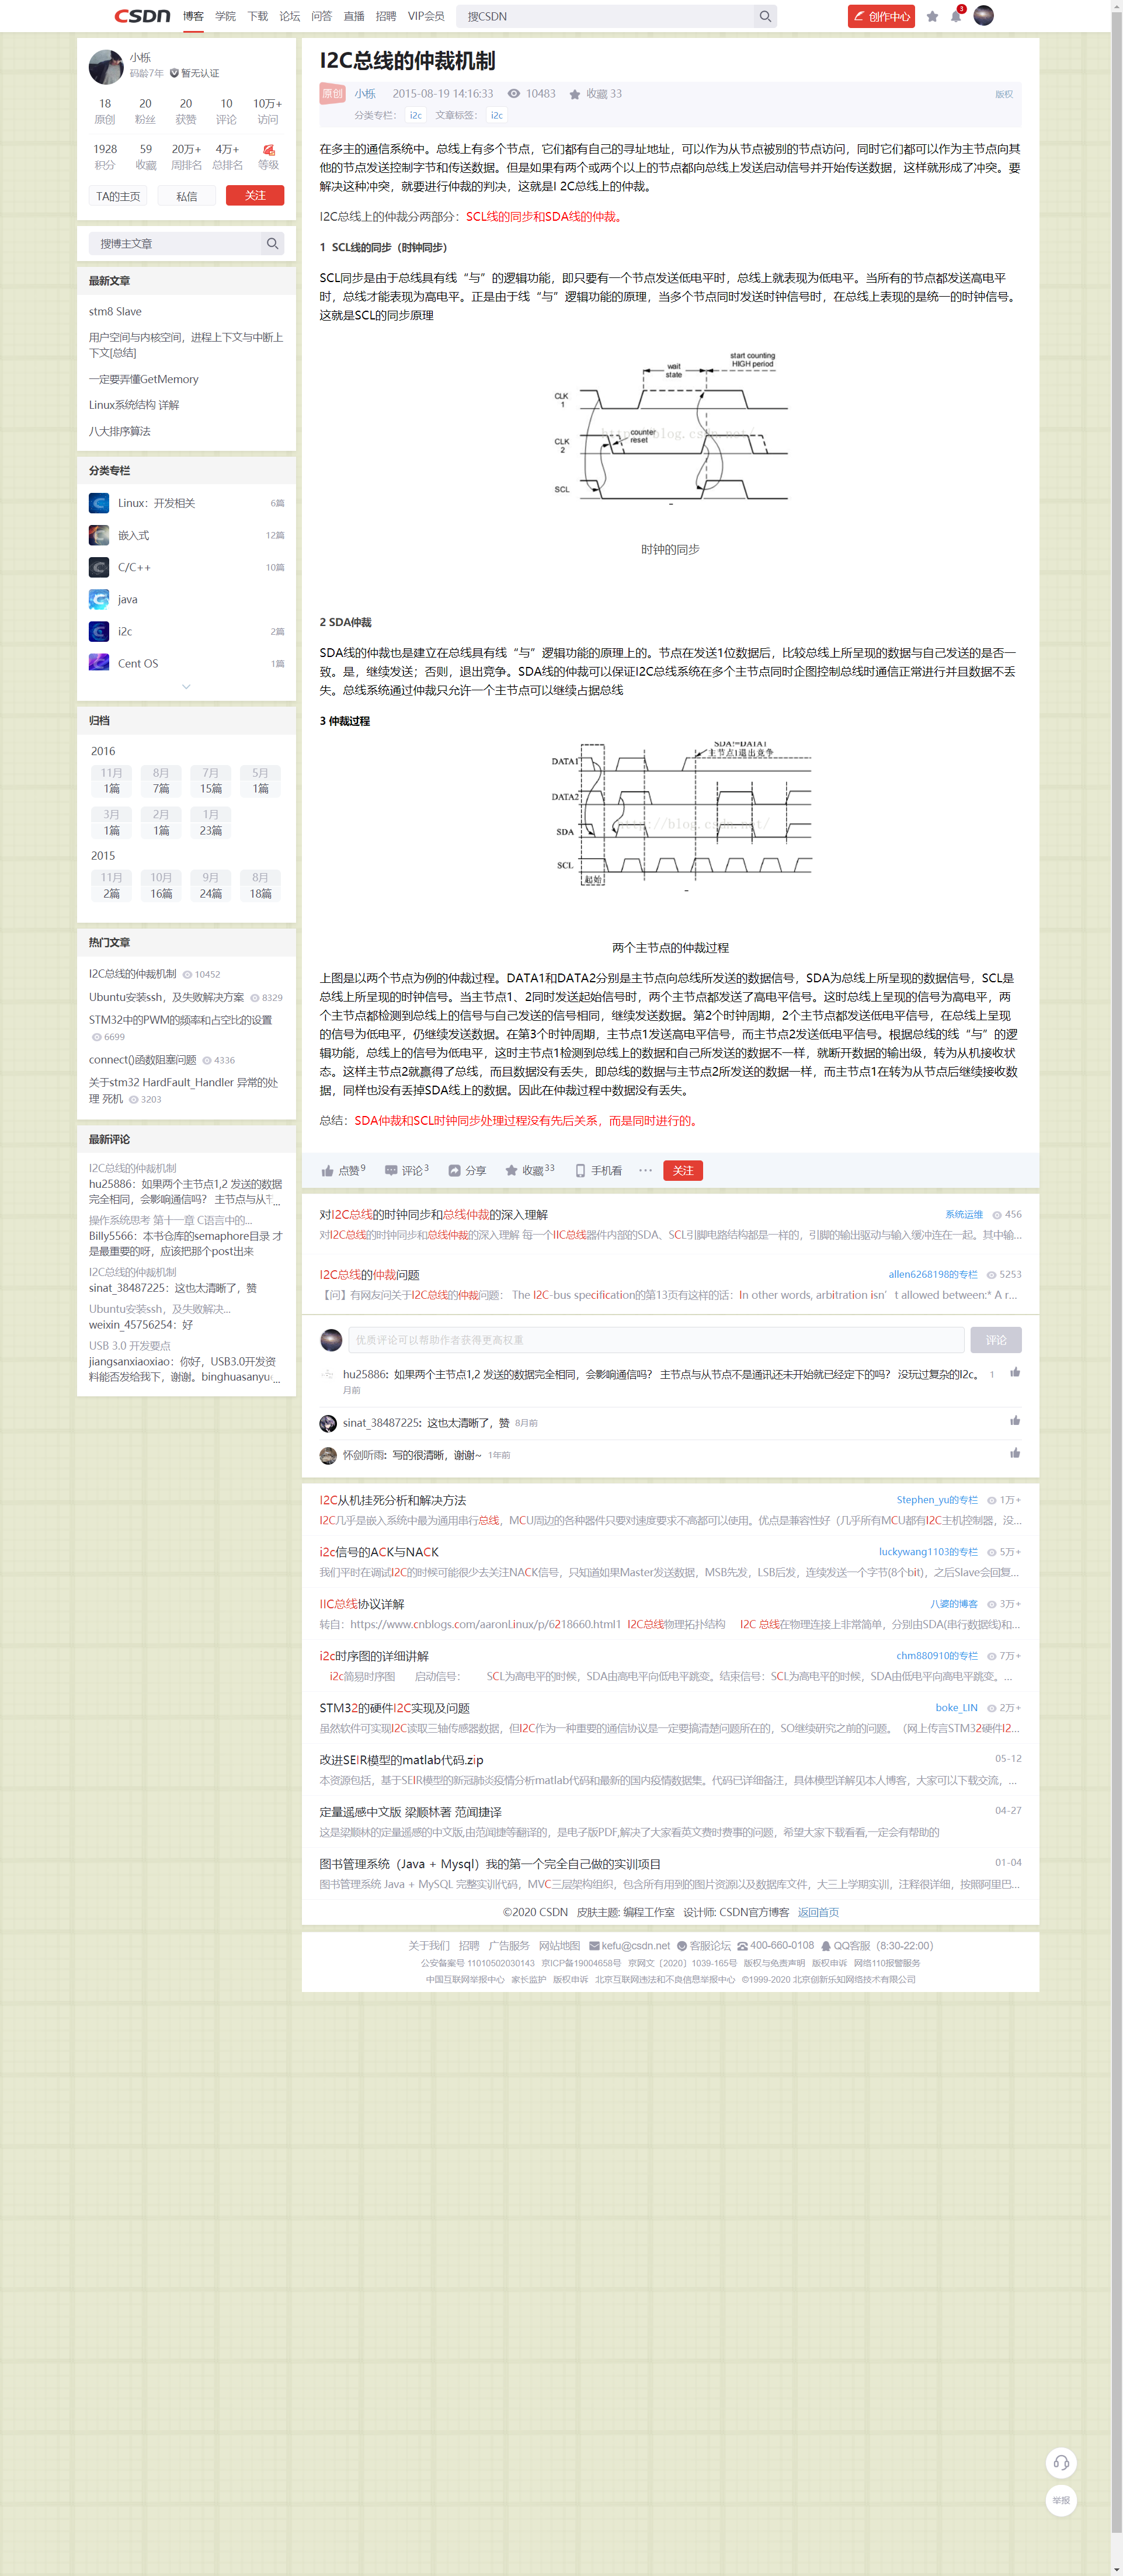 CSDN 博客 学院 下载 论坛 问答 直播 招聘 VIP会员 搜CSDN 创作中心 3
小栎
码龄7年 暂无认证
18 20 20 10 10万+
原创 粉丝 获赞 评论 访问
1928 59 20万+ 4万+
积分 收藏 周排名 总排名 等级
TA的主页 私信 关注
搜博主文章
最新文章
stm8 Slave
用户空间与内核空间，进程上下文与中断上
下文[总结]
一定要弄懂GetMemory
Linux系统结构 详解
八大排序算法
分类专栏
Linux：开发相关 6篇
嵌入式 12篇
C/C++ 10篇
java
i2c 2篇
Cent OS 1篇
归档
2016
11月 8月 7月 5月
1篇 7篇 15篇 1篇
3月 2月 1月
1篇 1篇 23篇
2015
11月 10月 9月 8月
2篇 16篇 24篇 18篇
热门文章
I2C总线的仲裁机制 10452
Ubuntu安装ssh，及失败解决方案 8329
STM32中的PWM的频率和占空比的设置
6699
connect()函数阻塞问题 4336
关于stm32 HardFault_Handler 异常的处
理 死机 3203
最新评论
I2C总线的仲裁机制
hu25886：如果两个主节点1,2 发送的数据
完全相同，会影响通信吗？ 主节点与从...
操作系统思考 第十一章 C语言中的...
Billy5566：本书仓库的semaphore目录 才
是最重要的呀，应该把那个post出来
I2C总线的仲裁机制
sinat_38487225：这也太清晰了，赞
Ubuntu安装ssh，及失败解决...
weixin_45756254：好
USB 3.0 开发要点
jiangsanxiaoxiao：你好，USB3.0开发资
料能否发给我下，谢谢。binghuasanyu...
I2C总线的仲裁机制
原创 小栎 2015-08-19 14:16:33 10483 收藏 33 版权
分类专栏： i2c 文章标签： i2c
在多主的通信系统中。总线上有多个节点，它们都有自己的寻址地址，可以作为从节点被别的节点访问，同时它们都可以作为主节点向其
他的节点发送控制字节和传送数据。但是如果有两个或两个以上的节点都向总线上发送启动信号并开始传送数据，这样就形成了冲突。要
解决这种冲突，就要进行仲裁的判决，这就是I 2C总线上的仲裁。
I2C总线上的仲裁分两部分：SCL线的同步和SDA线的仲裁。
1 SCL线的同步（时钟同步）
SCL同步是由于总线具有线“与”的逻辑功能，即只要有一个节点发送低电平时，总线上就表现为低电平。当所有的节点都发送高电平
时，总线才能表现为高电平。正是由于线“与”逻辑功能的原理，当多个节点同时发送时钟信号时，在总线上表现的是统一的时钟信号。
这就是SCL的同步原理
wait
state
start counting
HIGH period
CLK
1
counter
reset
CLK
2
SCL
http://blog.csdn.net/
时钟的同步
2 SDA仲裁
SDA线的仲裁也是建立在总线具有线“与”逻辑功能的原理上的。节点在发送1位数据后，比较总线上所呈现的数据与自己发送的是否一
致。是，继续发送；否则，退出竞争。SDA线的仲裁可以保证I2C总线系统在多个主节点同时企图控制总线时通信正常进行并且数据不丢
失。总线系统通过仲裁只允许一个主节点可以继续占据总线
3 仲裁过程
SDA!=DATA1
主节点1退出竞争
DATA1
DATA2
SDA
SCL
起始
http://blog.csdn.net/
两个主节点的仲裁过程
上图是以两个节点为例的仲裁过程。DATA1和DATA2分别是主节点向总线所发送的数据信号，SDA为总线上所呈现的数据信号，SCL是
总线上所呈现的时钟信号。当主节点1、2同时发送起始信号时，两个主节点都发送了高电平信号。这时总线上呈现的信号为高电平，两
个主节点都检测到总线上的信号与自己发送的信号相同，继续发送数据。第2个时钟周期，2个主节点都发送低电平信号，在总线上呈现
的信号为低电平，仍继续发送数据。在第3个时钟周期，主节点1发送高电平信号，而主节点2发送低电平信号。根据总线的线“与”的逻
辑功能，总线上的信号为低电平，这时主节点1检测到总线上的数据和自己所发送的数据不一样，就断开数据的输出级，转为从机接收状
态。这样主节点2就赢得了总线，而且数据没有丢失，即总线的数据与主节点2所发送的数据一样，而主节点1在转为从节点后继续接收数
据，同样也没有丢掉SDA线上的数据。因此在仲裁过程中数据没有丢失。
总结：SDA仲裁和SCL时钟同步处理过程没有先后关系，而是同时进行的。
点赞9 评论3 分享 收藏33 手机看 ··· 关注
对I2C总线的时钟同步和总线仲裁的深入理解 系统运维 456
对I2C总线的时钟同步和总线仲裁的深入理解 每一个IIC总线器件内部的SDA、SCL引脚电路结构都是一样的，引脚的输出驱动与输入缓冲连在一起。其中输...
I2C总线的仲裁问题 allen6268198的专栏 5253
【问】有网友问关于I2C总线的仲裁问题： The I2C-bus specification的第13页有这样的话：In other words, arbitration isn’t allowed between:* A r...
优质评论可以帮助作者获得更高权重 评论
hu25886: 如果两个主节点1,2 发送的数据完全相同，会影响通信吗？ 主节点与从节点不是通讯还未开始就已经定下的吗？ 没玩过复杂的I2c。 1
月前
sinat_38487225: 这也太清晰了，赞 8月前
怀剑听雨: 写的很清晰，谢谢~ 1年前
I2C从机挂死分析和解决方法 Stephen_yu的专栏 1万+
I2C几乎是嵌入系统中最为通用串行总线，MCU周边的各种器件只要对速度要求不高都可以使用。优点是兼容性好（几乎所有MCU都有I2C主机控制器，没...
i2c信号的ACK与NACK luckywang1103的专栏 5万+
我们平时在调试I2C的时候可能很少去关注NACK信号，只知道如果Master发送数据，MSB先发，LSB后发，连续发送一个字节(8个bit)，之后Slave会回复...
IIC总线协议详解 八婆的博客 3万+
转自：https://www.cnblogs.com/aaronLinux/p/6218660.html1 I2C总线物理拓扑结构 I2C 总线在物理连接上非常简单，分别由SDA(串行数据线)和...
i2c时序图的详细讲解 chm880910的专栏 7万+
i2c简易时序图 启动信号： SCL为高电平的时候，SDA由高电平向低电平跳变。结束信号：SCL为高电平的时候，SDA由低电平向高电平跳变。...
STM32的硬件I2C实现及问题 boke_LIN 2万+
虽然软件可实现I2C读取三轴传感器数据，但I2C作为一种重要的通信协议是一定要搞清楚问题所在的，SO继续研究之前的问题。（网上传言STM32硬件I2...
改进SEIR模型的matlab代码.zip 05-12
本资源包括，基于SEIR模型的新冠肺炎疫情分析matlab代码和最新的国内疫情数据集。代码已详细备注，具体模型详解见本人博客，大家可以下载交流，...
定量遥感中文版 梁顺林著 范闻捷译 04-27
这是梁顺林的定量遥感的中文版,由范闻捷等翻译的，是电子版PDF,解决了大家看英文费时费事的问题，希望大家下载看看,一定会有帮助的
图书管理系统（Java + Mysql）我的第一个完全自己做的实训项目 01-04
图书管理系统 Java + MySQL 完整实训代码，MVC三层架构组织，包含所有用到的图片资源以及数据库文件，大三上学期实训，注释很详细，按照阿里巴...
©2020 CSDN 皮肤主题: 编程工作室 设计师: CSDN官方博客 返回首页
关于我们 招聘 广告服务 网站地图 kefu@csdn.net 客服论坛 400-660-0108 QQ客服（8:30-22:00）
公安备案号 11010502030143 京ICP备19004658号 京网文〔2020〕1039-165号 版权与免责声明 版权申诉 网络110报警服务
中国互联网举报中心 家长监护 版权申诉 北京互联网违法和不良信息举报中心 ©1999-2020 北京创新乐知网络技术有限公司
举报